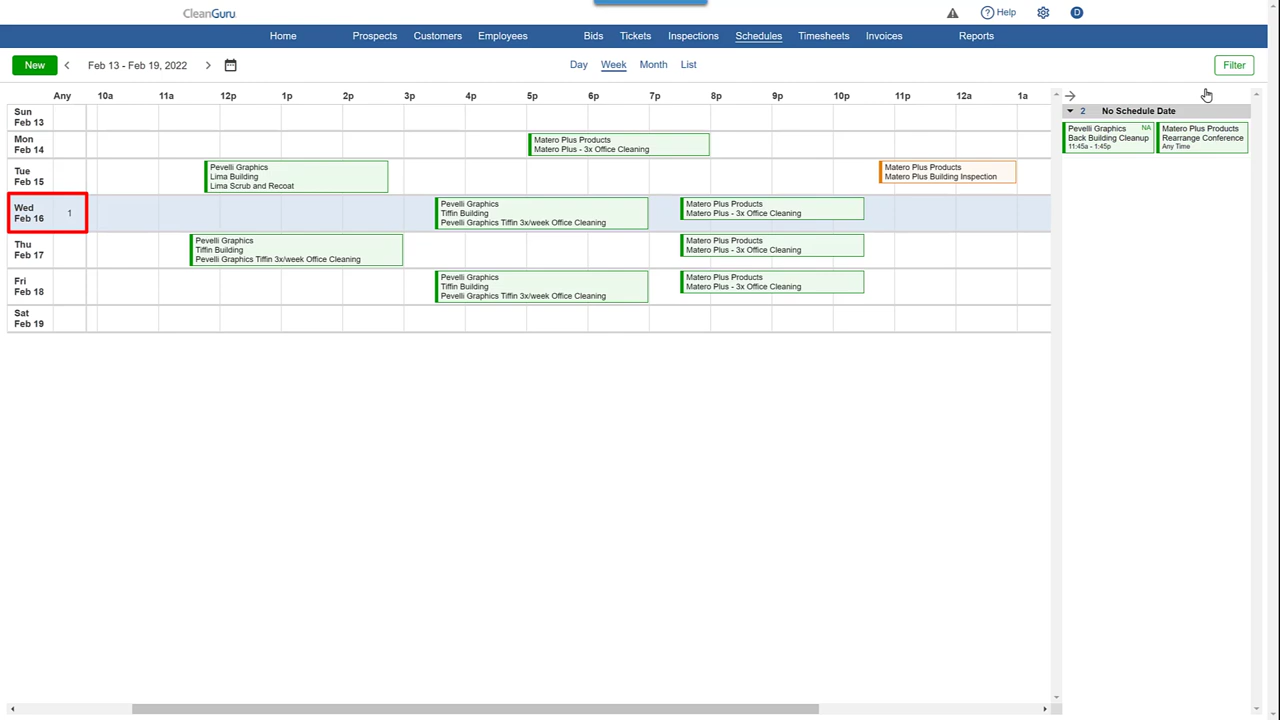 CleanGuru
Help
D
Home
Prospects
Customers
Employees
Bids
Tickets
Inspections
Schedules
Timesheets
Invoices
Reports
New
Feb 13 - Feb 19, 2022
Day
Week
Month
List
Filter
Any
10a
11a
12p
1p
2p
3p
4p
5p
6p
7p
8p
9p
10p
11p
12a
1a
Sun
Feb 13
Mon
Feb 14
Matero Plus Products
Matero Plus - 3x Office Cleaning
Tue
Feb 15
Pevelli Graphics
Lima Building
Lima Scrub and Recoat
Matero Plus Products
Matero Plus Building Inspection
Wed
Feb 16
1
Pevelli Graphics
Tiffin Building
Pevelli Graphics Tiffin 3x/week Office Cleaning
Matero Plus Products
Matero Plus - 3x Office Cleaning
Thu
Feb 17
Pevelli Graphics
Tiffin Building
Pevelli Graphics Tiffin 3x/week Office Cleaning
Matero Plus Products
Matero Plus - 3x Office Cleaning
Fri
Feb 18
Pevelli Graphics
Tiffin Building
Pevelli Graphics Tiffin 3x/week Office Cleaning
Matero Plus Products
Matero Plus - 3x Office Cleaning
Sat
Feb 19
2 No Schedule Date
Pevelli Graphics NA
Back Building Cleanup
11:45a - 1:45p
Matero Plus Products
Rearrange Conference
Any Time